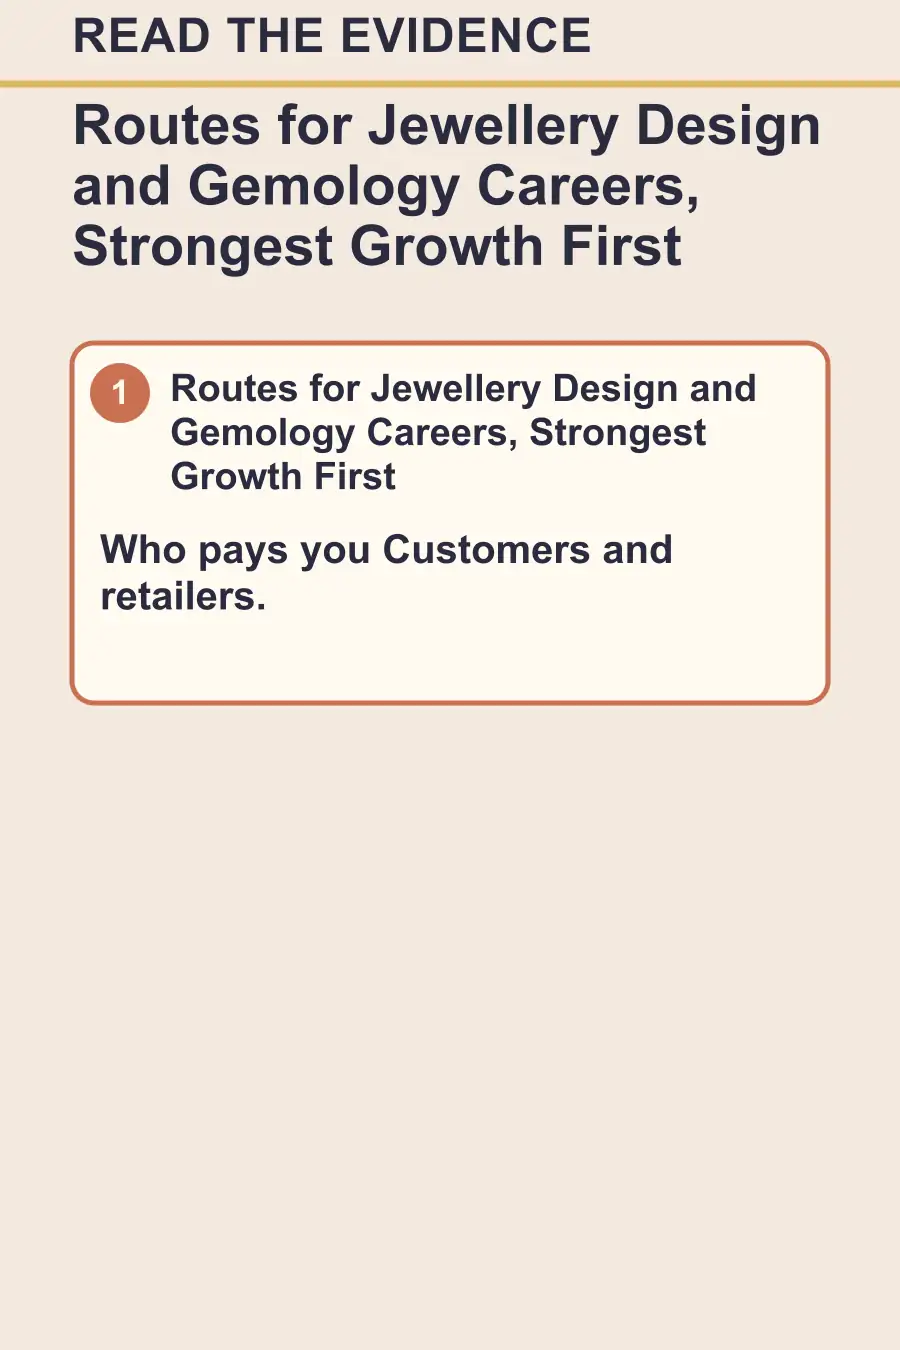 READ THE EVIDENCE
Routes for Jewellery Design
and Gemology Careers,
Strongest Growth First
1
Routes for Jewellery Design and
Gemology Careers, Strongest
Growth First
Who pays you Customers and
retailers.